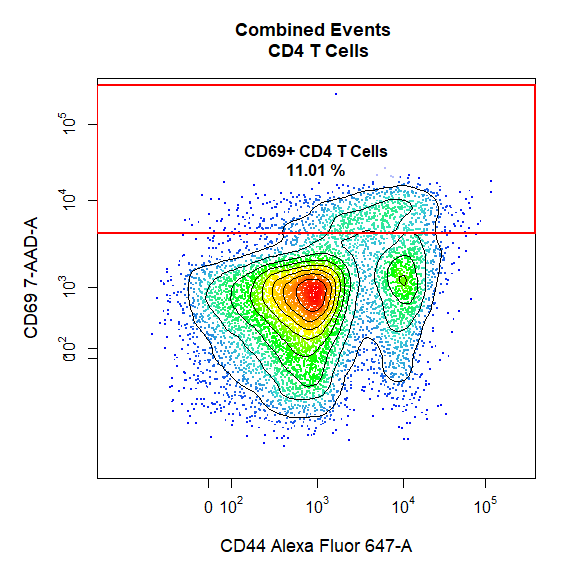 Combined Events
CD4 T Cells
CD69+ CD4 T Cells
11.01 %
CD69 7-AAD-A
10^5
10^4
10^3
10^2
0
0 10^2 10^3 10^4 10^5
CD44 Alexa Fluor 647-A